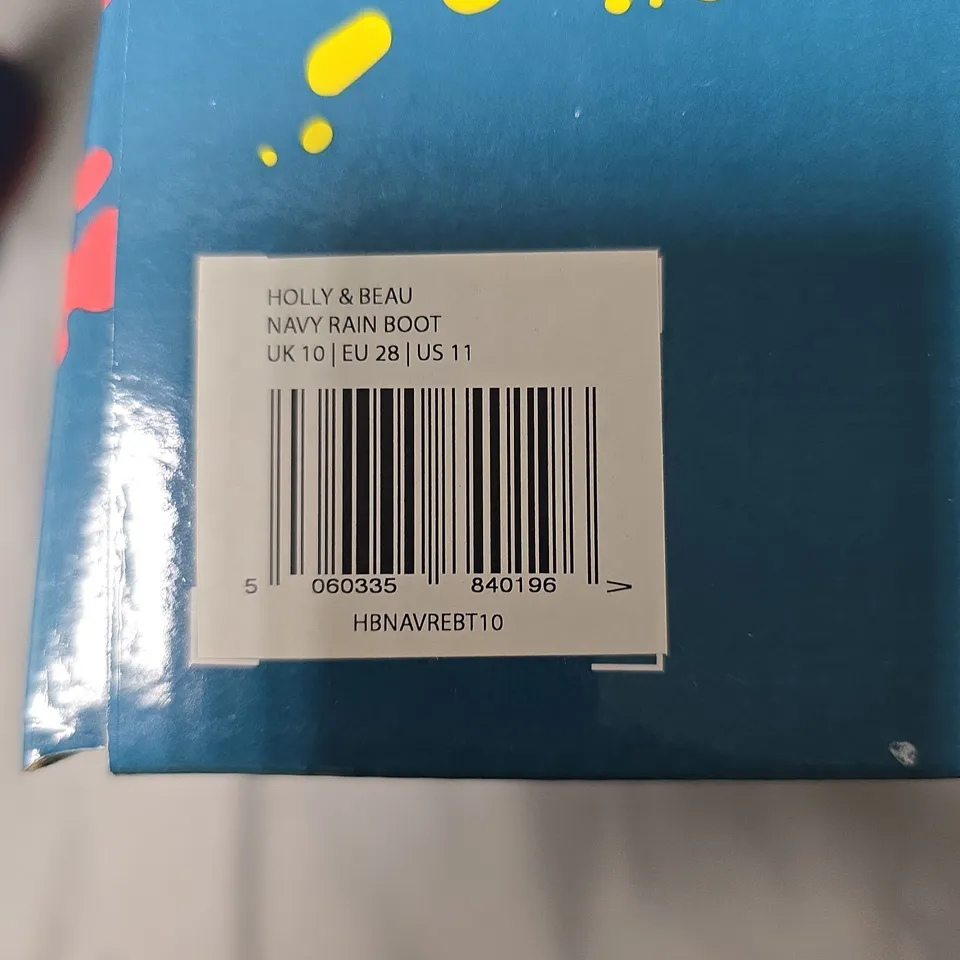 HOLLY & BEAU
NAVY RAIN BOOT
UK 10 | EU 28 | US 11
5 060335 840196 >
HBNAVREBT10